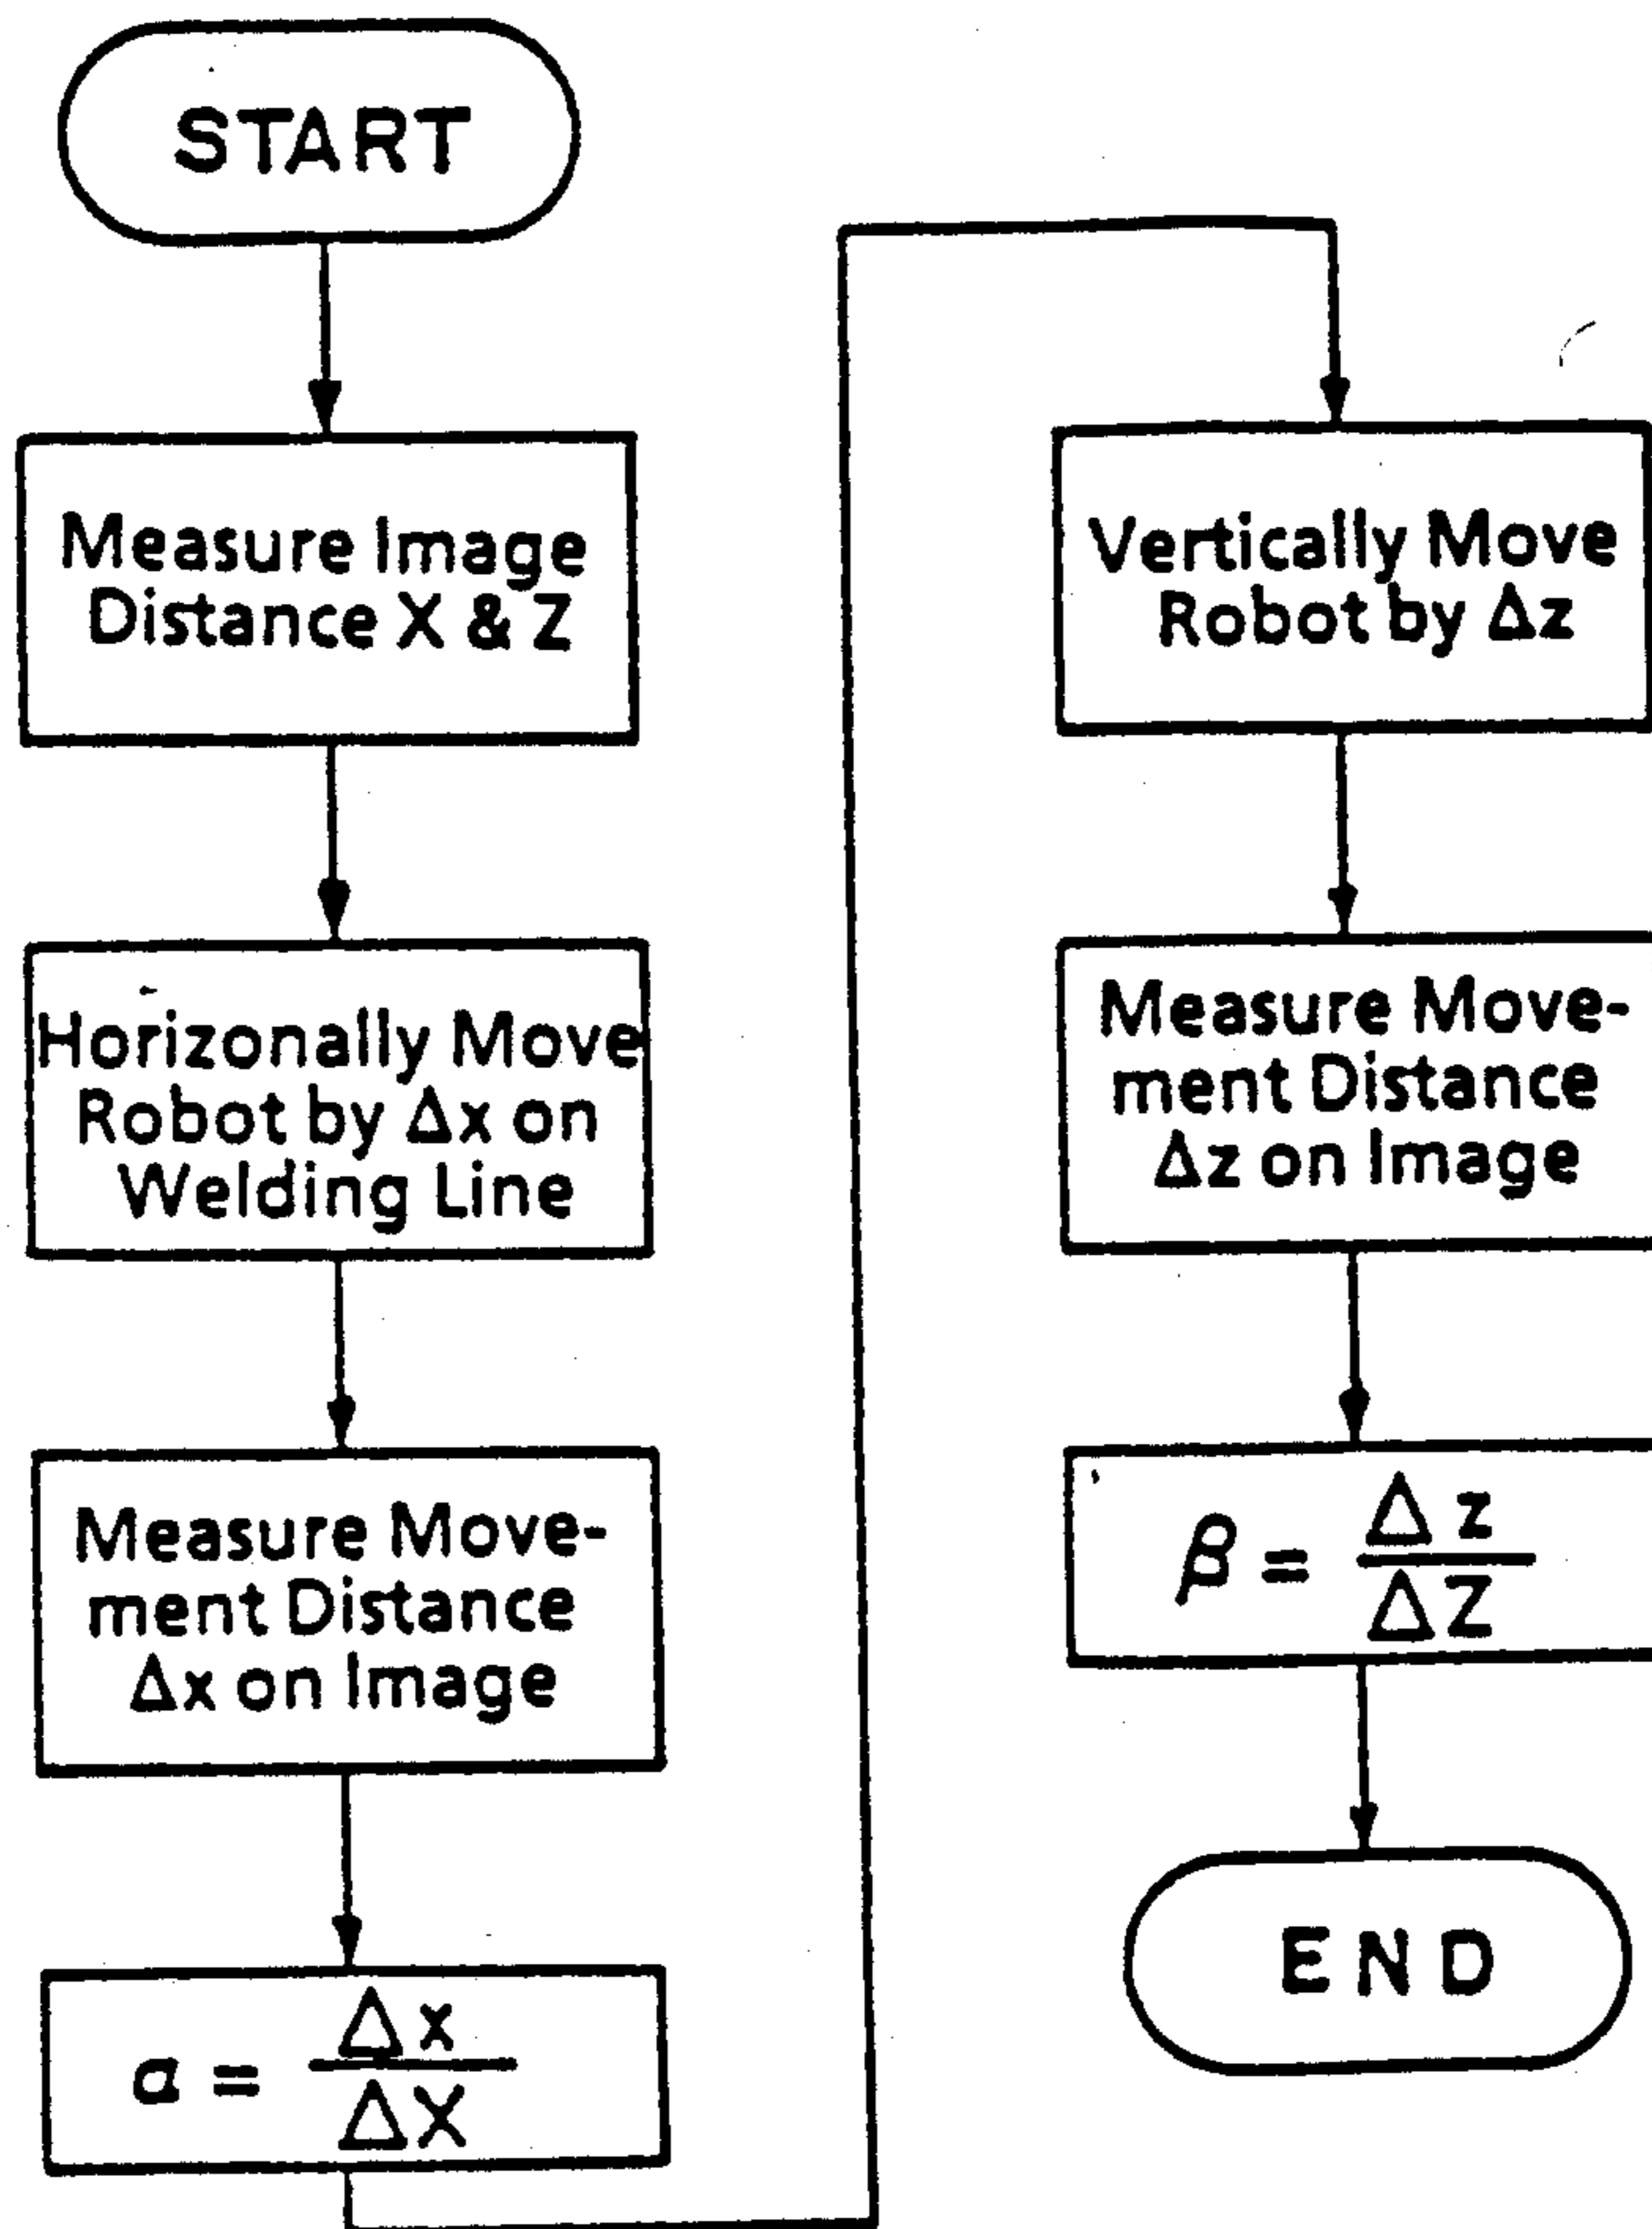 START
Measure Image
Distance X & Z
Horizonally Move
Robot by Δx on
Welding Line
Measure Move-
ment Distance
Δx on Image
α = Δx
ΔX
Vertically Move
Robot by Δz
Measure Move-
ment Distance
Δz on Image
β = Δz
ΔZ
END